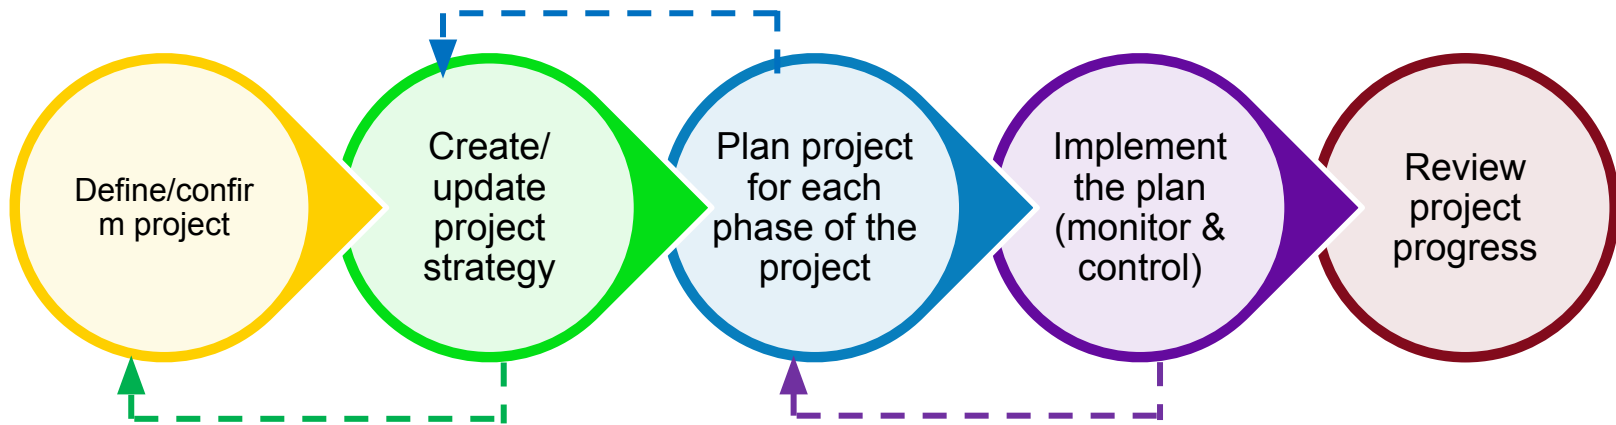 Define/confir
m project
Create/
update
project
strategy
Plan project
for each
phase of the
project
Implement
the plan
(monitor &
control)
Review
project
progress